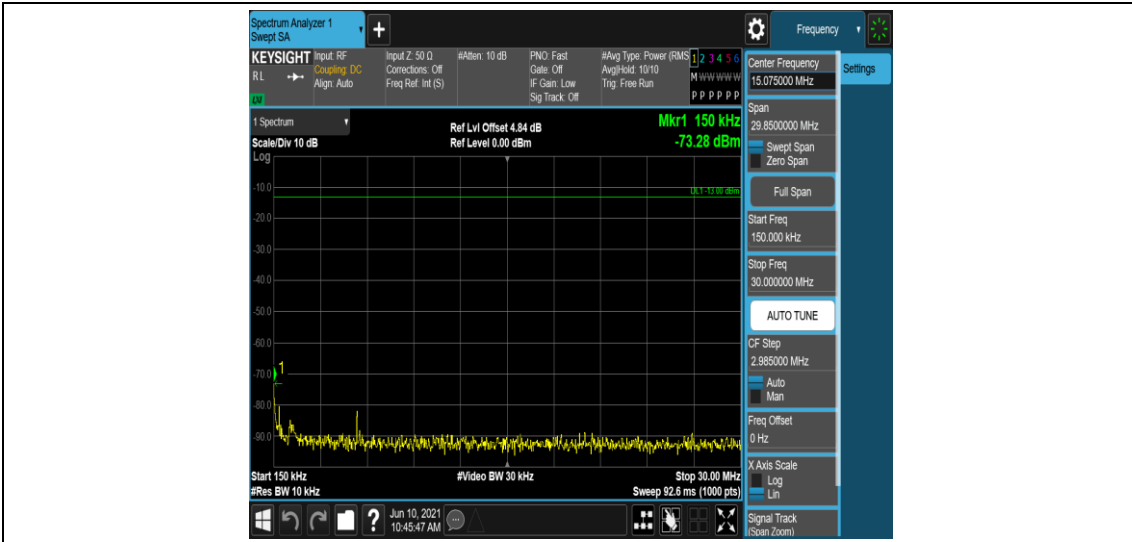 Spectrum Analyzer 1
Swept SA
+
Frequency
KEYSIGHT
RL
LXI
Input: RF
Coupling: DC
Align: Auto
Input Z: 50 Ω
Corrections: Off
Freq Ref: Int (S)
#Atten: 10 dB
PNO: Fast
Gate: Off
IF Gain: Low
Sig Track: Off
#Avg Type: Power (RMS
Avg|Hold: 10/10
Trig: Free Run
1 2 3 4 5 6
M W W W W W
P P P P P P
1 Spectrum
Scale/Div 10 dB
Log
Ref Lvl Offset 4.84 dB
Ref Level 0.00 dBm
Mkr1 150 kHz
-73.28 dBm
-10.0
DL1 -13.00 dBm
-20.0
-30.0
-40.0
-50.0
-60.0
1
-70.0
-80.0
-90.0
Start 150 kHz
#Res BW 10 kHz
#Video BW 30 kHz
Stop 30.00 MHz
Sweep 92.6 ms (1000 pts)
?
Jun 10, 2021
10:45:47 AM
Center Frequency
15.075000 MHz
Settings
Span
29.8500000 MHz
Swept Span
Zero Span
Full Span
Start Freq
150.000 kHz
Stop Freq
30.000000 MHz
AUTO TUNE
CF Step
2.985000 MHz
Auto
Man
Freq Offset
0 Hz
X Axis Scale
Log
Lin
Signal Track
(Span Zoom)